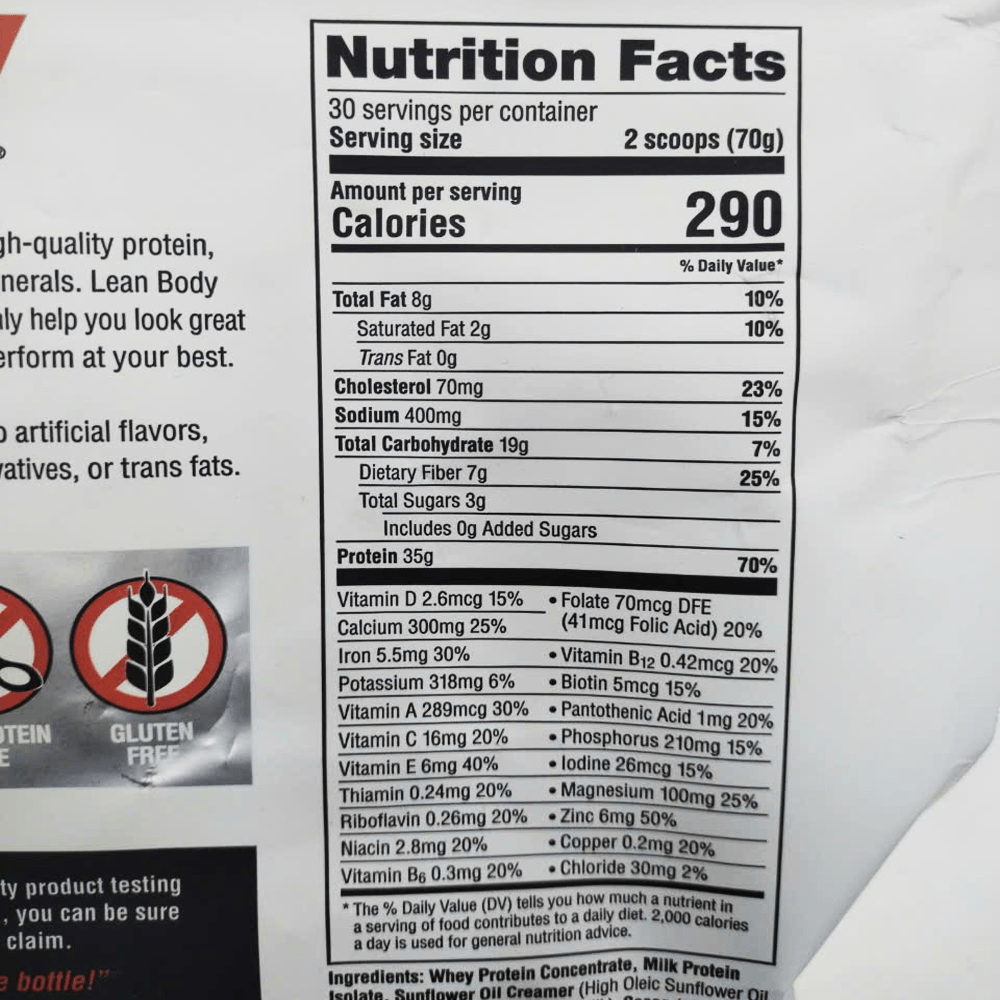 gh-quality protein,
nerals. Lean Body
help you look great
erform at your best.
artificial flavors,
or trans fats.
TEIN
E
GLUTEN
FREE
ty product testing
, you can be sure
claim.
e bottle!"
Nutrition Facts
30 servings per container
Serving size 2 scoops (70g)
Amount per serving
Calories 290
% Daily Value*
Total Fat 8g 10%
Saturated Fat 2g 10%
Trans Fat 0g
Cholesterol 70mg 23%
Sodium 400mg 15%
Total Carbohydrate 19g 7%
Dietary Fiber 7g 25%
Total Sugars 3g
Includes 0g Added Sugars
Protein 35g 70%
Vitamin D 2.6mcg 15% • Folate 70mcg DFE
Calcium 300mg 25% (41mcg Folic Acid) 20%
Iron 5.5mg 30% • Vitamin B12 0.42mcg 20%
Potassium 318mg 6% • Biotin 5mcg 15%
Vitamin A 289mcg 30% • Pantothenic Acid 1mg 20%
Vitamin C 16mg 20% • Phosphorus 210mg 15%
Vitamin E 6mg 40% • Iodine 26mcg 15%
Thiamin 0.24mg 20% • Magnesium 100mg 25%
Riboflavin 0.26mg 20% • Zinc 6mg 50%
Niacin 2.8mg 20% • Copper 0.2mg 20%
Vitamin B6 0.3mg 20% • Chloride 30mg 2%
* The % Daily Value (DV) tells you how much a nutrient in
a serving of food contributes to a daily diet. 2,000 calories
a day is used for general nutrition advice.
Ingredients: Whey Protein Concentrate, Milk Protein
Isolate, Sunflower Oil Creamer (High Oleic Sunflower Oil